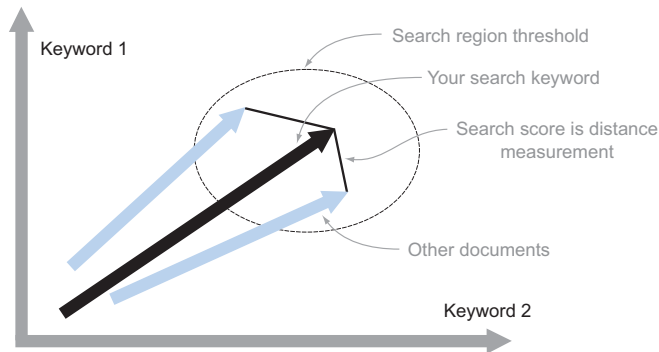 Keyword 1
Search region threshold
Your search keyword
Search score is distance
measurement
Other documents
Keyword 2